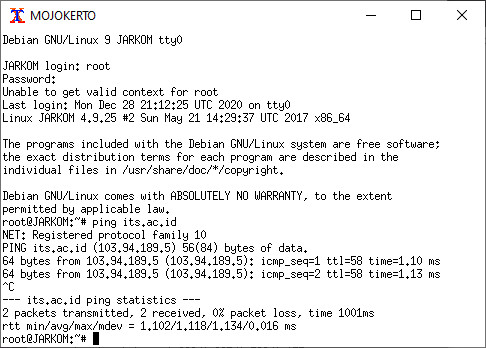 MOJOKERTO
Debian GNU/Linux 9 JARKOM tty0
JARKOM login: root
Password:
Unable to get valid context for root
Last login: Mon Dec 28 21:12:25 UTC 2020 on tty0
Linux JARKOM 4.9.25 #2 Sun May 21 14:29:37 UTC 2017 x86_64
The programs included with the Debian GNU/Linux system are free software;
the exact distribution terms for each program are described in the
individual files in /usr/share/doc/*/copyright.
Debian GNU/Linux comes with ABSOLUTELY NO WARRANTY, to the extent
permitted by applicable law.
root@JARKOM:~# ping its.ac.id
NET: Registered protocol family 10
PING its.ac.id (103.94.189.5) 56(84) bytes of data.
64 bytes from 103.94.189.5 (103.94.189.5): icmp_seq=1 ttl=58 time=1.10 ms
64 bytes from 103.94.189.5 (103.94.189.5): icmp_seq=2 ttl=58 time=1.13 ms
^C
--- its.ac.id ping statistics ---
2 packets transmitted, 2 received, 0% packet loss, time 1001ms
rtt min/avg/max/mdev = 1.102/1.118/1.134/0.016 ms
root@JARKOM:~#